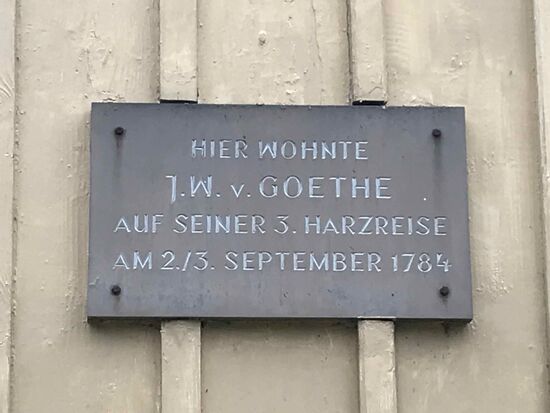 HIER WOHNTE
J.W. v. GOETHE
AUF SEINER 3. HARZREISE
AM 2./3. SEPTEMBER 1784